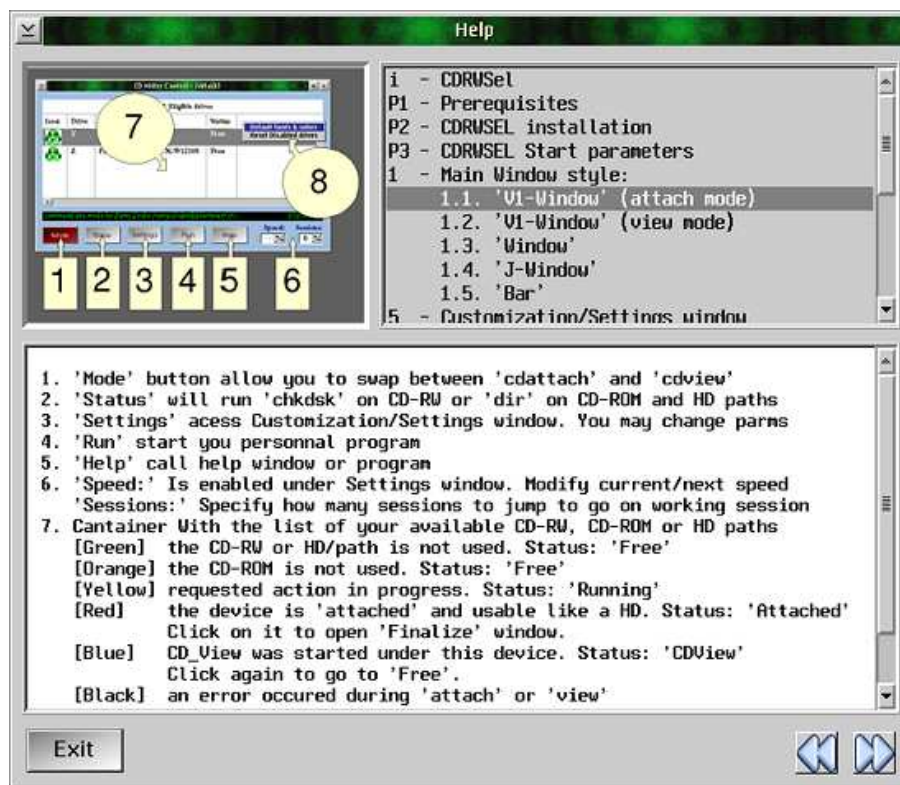 Help
7
8
1 2 3 4 5 6
i - CDRWSel
P1 - Prerequisites
P2 - CDRWSEL installation
P3 - CDRWSEL Start parameters
1 - Main Window style:
1.1. 'V1-Window' (attach mode)
1.2. 'V1-Window' (view mode)
1.3. 'Window'
1.4. 'J-Window'
1.5. 'Bar'
5 - Customization/Settings window
1. 'Mode' button allow you to swap between 'cdattach' and 'cdview'
2. 'Status' will run 'chkdsk' on CD-RW or 'dir' on CD-ROM and HD paths
3. 'Settings' acess Customization/Settings window. You may change parms
4. 'Run' start you personnal program
5. 'Help' call help window or program
6. 'Speed:' Is enabled under Settings window. Modify current/next speed
'Sessions:' Specify how many sessions to jump to go on working session
7. Cantainer With the list of your available CD-RW, CD-ROM or HD paths
[Green] the CD-RW or HD/path is not used. Status: 'Free'
[Orange] the CD-ROM is not used. Status: 'Free'
[Yellow] requested action in progress. Status: 'Running'
[Red] the device is 'attached' and usable like a HD. Status: 'Attached'
Click on it to open 'Finalize' window.
[Blue] CD_View was started under this device. Status: 'CDView'
Click again to go to 'Free'.
[Black] an error occured during 'attach' or 'view'
Exit